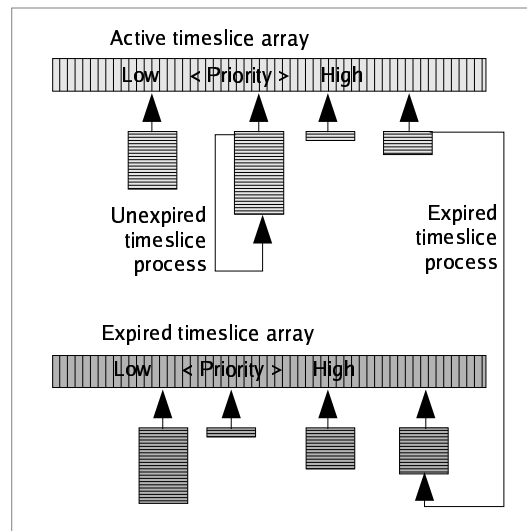 Active timeslice array
Low < Priority > High
Unexpired
timeslice
process
Expired
timeslice
process
Expired timeslice array
Low < Priority > High